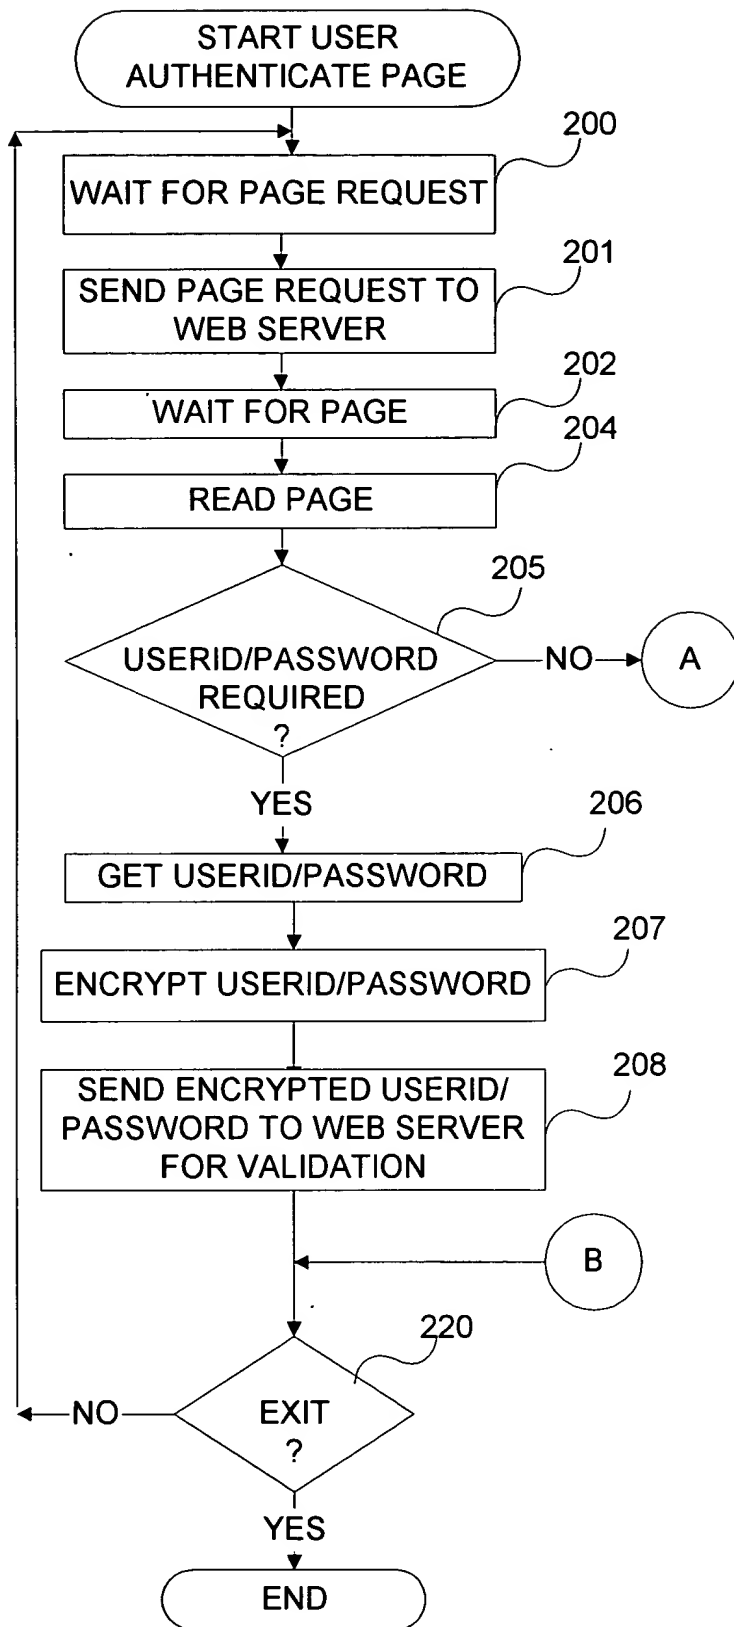 START USER
AUTHENTICATE PAGE
200
WAIT FOR PAGE REQUEST
201
SEND PAGE REQUEST TO
WEB SERVER
202
WAIT FOR PAGE
204
READ PAGE
205
USERID/PASSWORD
REQUIRED
?
NO
A
YES
206
GET USERID/PASSWORD
207
ENCRYPT USERID/PASSWORD
208
SEND ENCRYPTED USERID/
PASSWORD TO WEB SERVER
FOR VALIDATION
B
220
EXIT
?
NO
YES
END